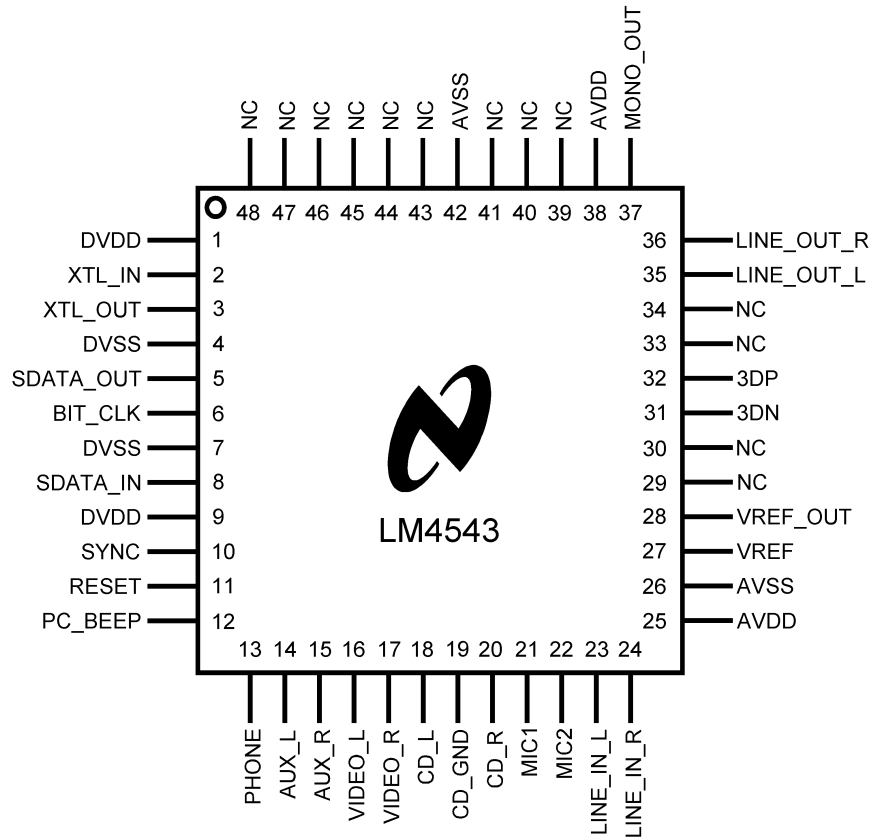 NC
NC
NC
NC
NC
NC
AVSS
NC
NC
NC
AVDD
MONO_OUT
48 47 46 45 44 43 42 41 40 39 38 37
DVDD 1
XTL_IN 2
XTL_OUT 3
DVSS 4
SDATA_OUT 5
BIT_CLK 6
DVSS 7
SDATA_IN 8
DVDD 9
SYNC 10
RESET 11
PC_BEEP 12
LM4543
36 LINE_OUT_R
35 LINE_OUT_L
34 NC
33 NC
32 3DP
31 3DN
30 NC
29 NC
28 VREF_OUT
27 VREF
26 AVSS
25 AVDD
13 14 15 16 17 18 19 20 21 22 23 24
PHONE
AUX_L
AUX_R
VIDEO_L
VIDEO_R
CD_L
CD_GND
CD_R
MIC1
MIC2
LINE_IN_L
LINE_IN_R